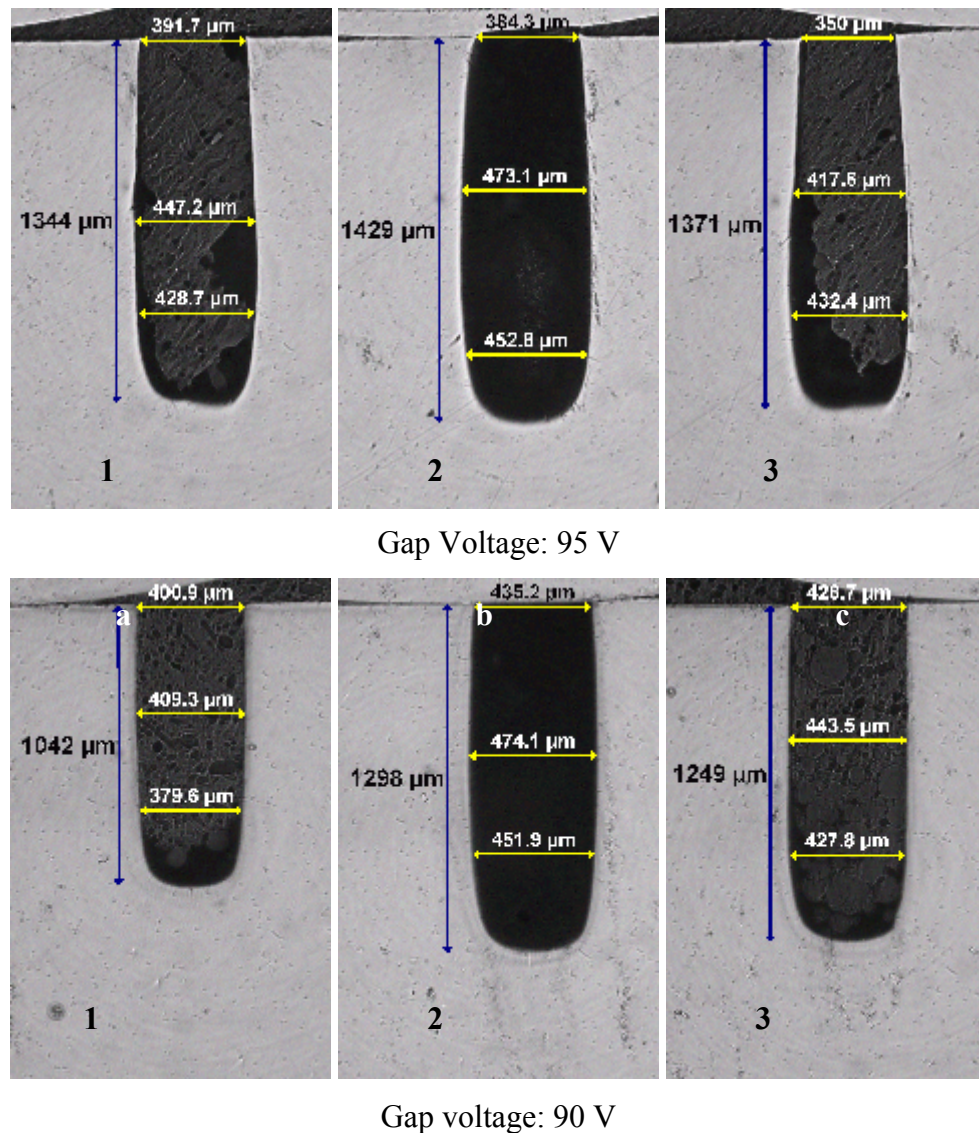 391.7 µm
447.2 µm
1344 µm
428.7 µm
1
384.3 µm
473.1 µm
1429 µm
452.8 µm
2
350 µm
417.6 µm
1371 µm
432.4 µm
3
Gap Voltage: 95 V
400.9 µm
a
409.3 µm
1042 µm
379.6 µm
1
435.2 µm
b
474.1 µm
1298 µm
451.9 µm
2
426.7 µm
c
443.5 µm
1249 µm
427.8 µm
3
Gap voltage: 90 V